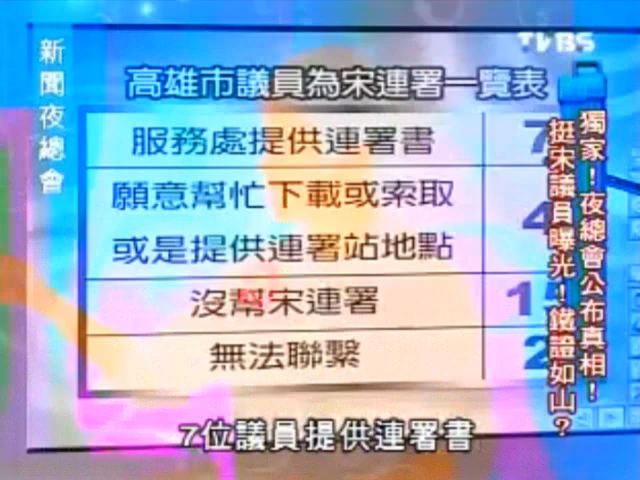 TVBS
新聞夜總會
高雄市議員為宋連署一覽表
服務處提供連署書 7
願意幫忙下載或索取
或是提供連署站地點 4
沒幫宋連署
無法聯繫 2
獨家!夜總會公布真相!
挺宋議員曝光!鐵證如山?
7位議員提供連署書